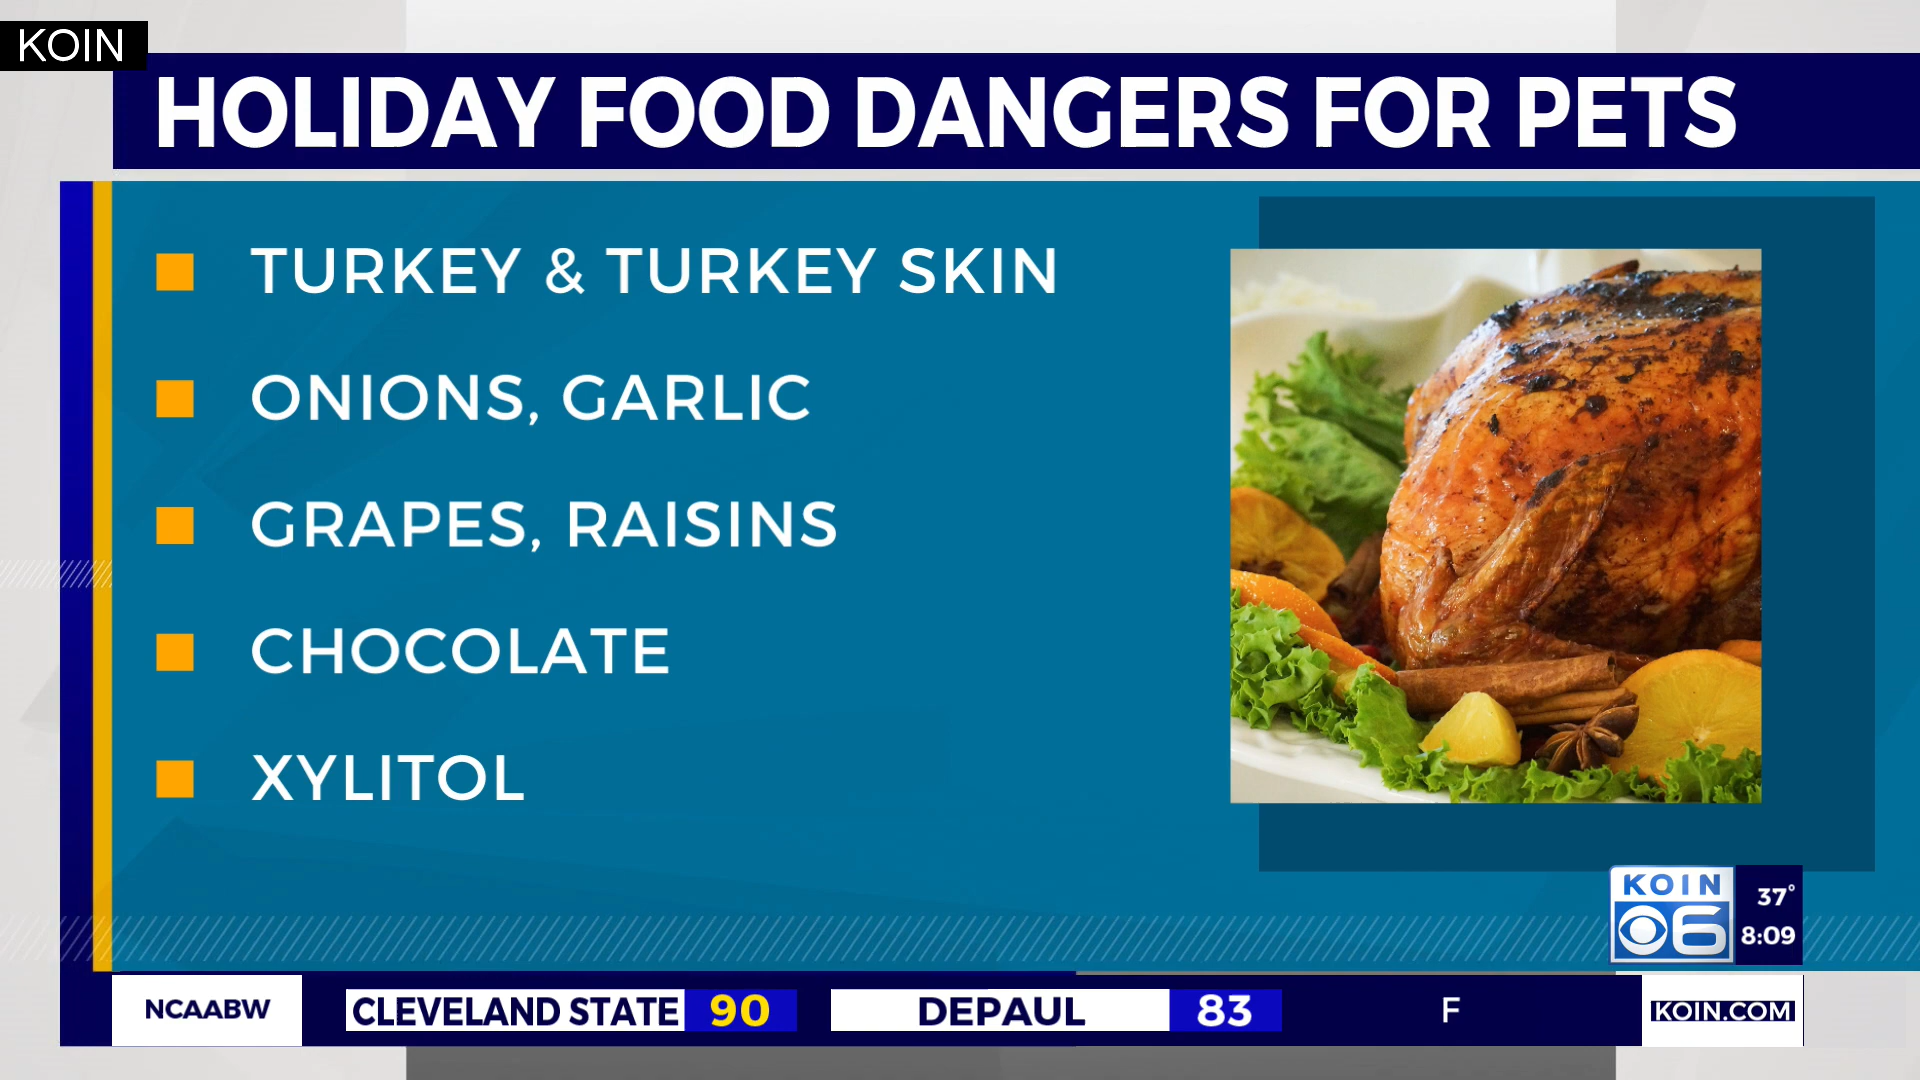 KOIN
HOLIDAY FOOD DANGERS FOR PETS
TURKEY & TURKEY SKIN
ONIONS, GARLIC
GRAPES, RAISINS
CHOCOLATE
XYLITOL
KOIN
6
37°
8:09
NCAABW CLEVELAND STATE 90 DEPAUL 83 F KOIN.COM